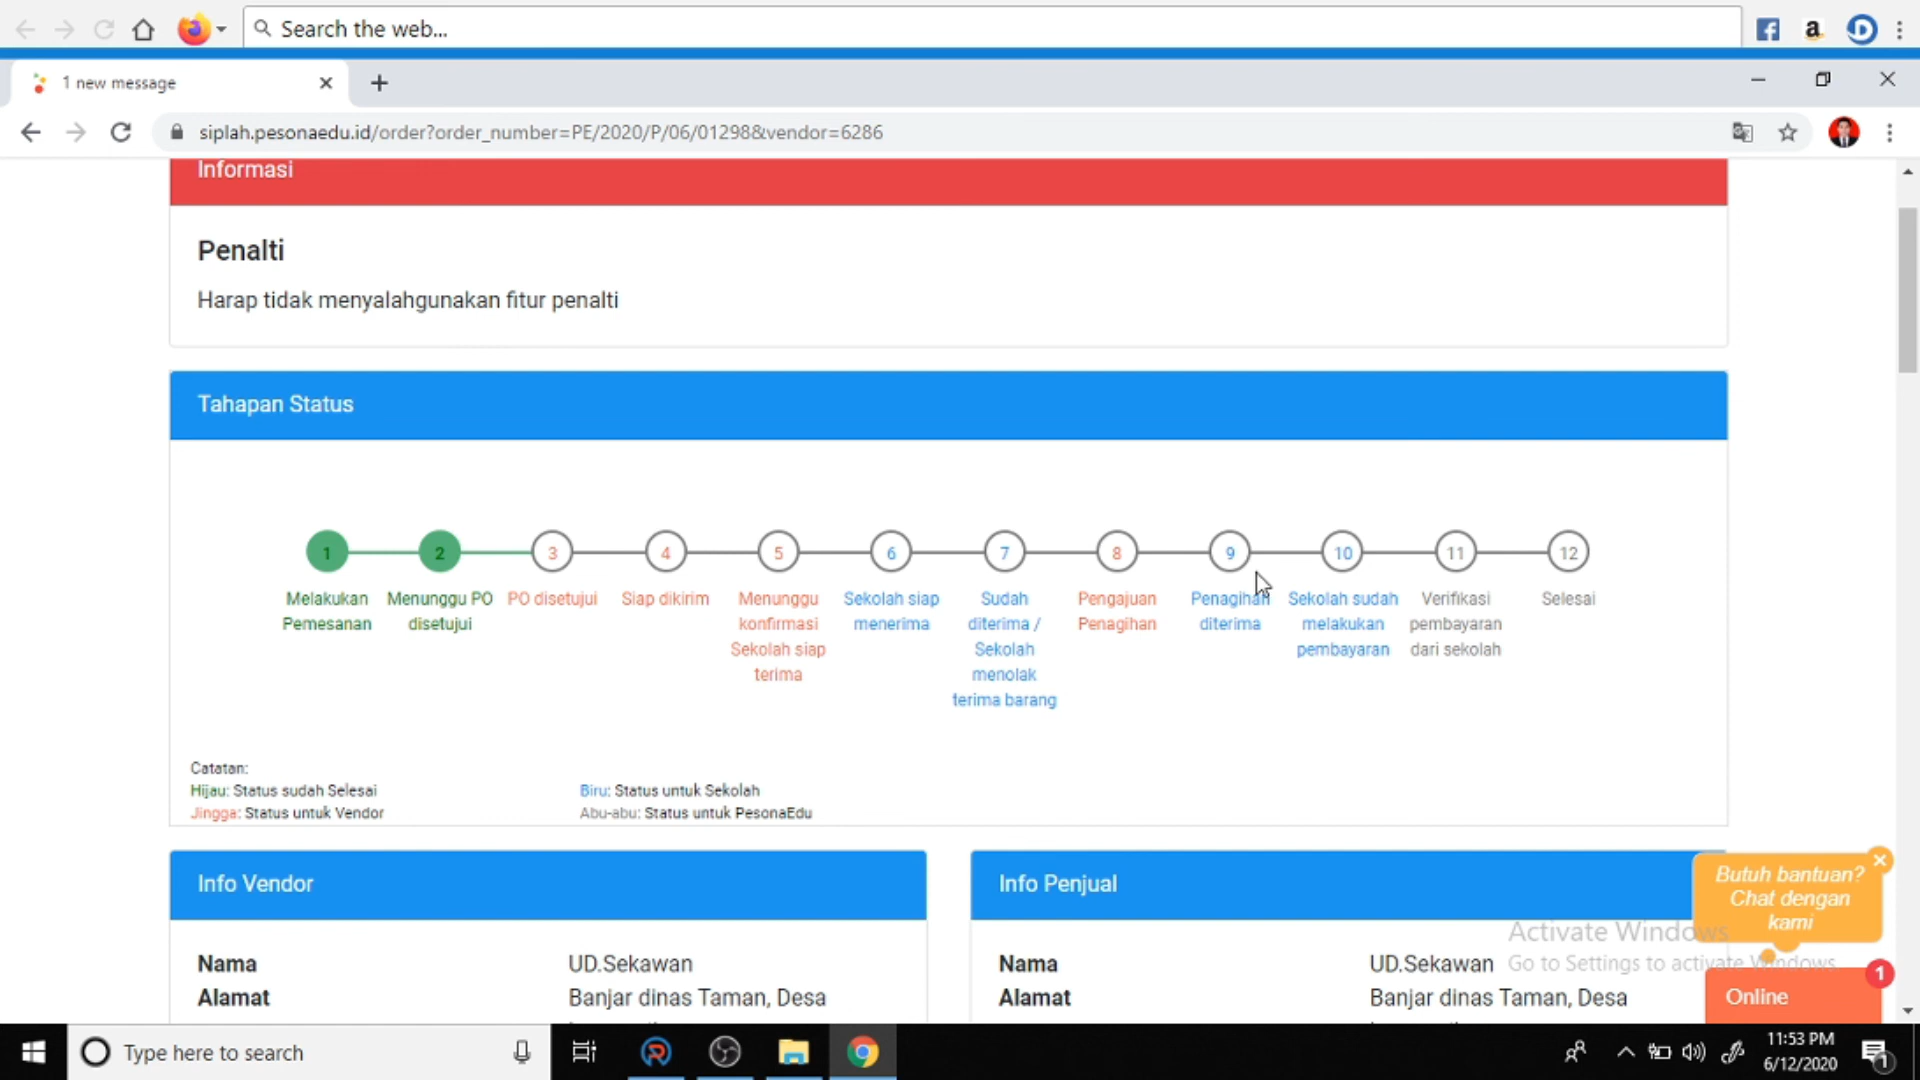 Search the web...
1 new message
siplah.pesonaedu.id/order?order_number=PE/2020/P/06/01298&vendor=6286
Informasi
Penalti
Harap tidak menyalahgunakan fitur penalti
Tahapan Status
1 2 3 4 5 6 7 8 9 10 11 12
Melakukan
Pemesanan
Menunggu PO
disetujui
PO disetujui
Siap dikirim
Menunggu
konfirmasi
Sekolah siap
terima
Sekolah siap
menerima
Sudah
diterima /
Sekolah
menolak
terima barang
Pengajuan
Penagihan
Penagihan
diterima
Sekolah sudah
melakukan
pembayaran
Verifikasi
pembayaran
dari sekolah
Selesai
Catatan:
Hijau: Status sudah Selesai
Biru: Status untuk Sekolah
Jingga: Status untuk Vendor
Abu-abu: Status untuk PesonaEdu
Info Vendor
Nama UD.Sekawan
Alamat Banjar dinas Taman, Desa
Info Penjual
Nama UD.Sekawan
Alamat Banjar dinas Taman, Desa
Butuh bantuan?
Chat dengan
kami
Activate Windows
Go to Settings to activate Windows.
1
Online
Type here to search
11:53 PM
6/12/2020
1